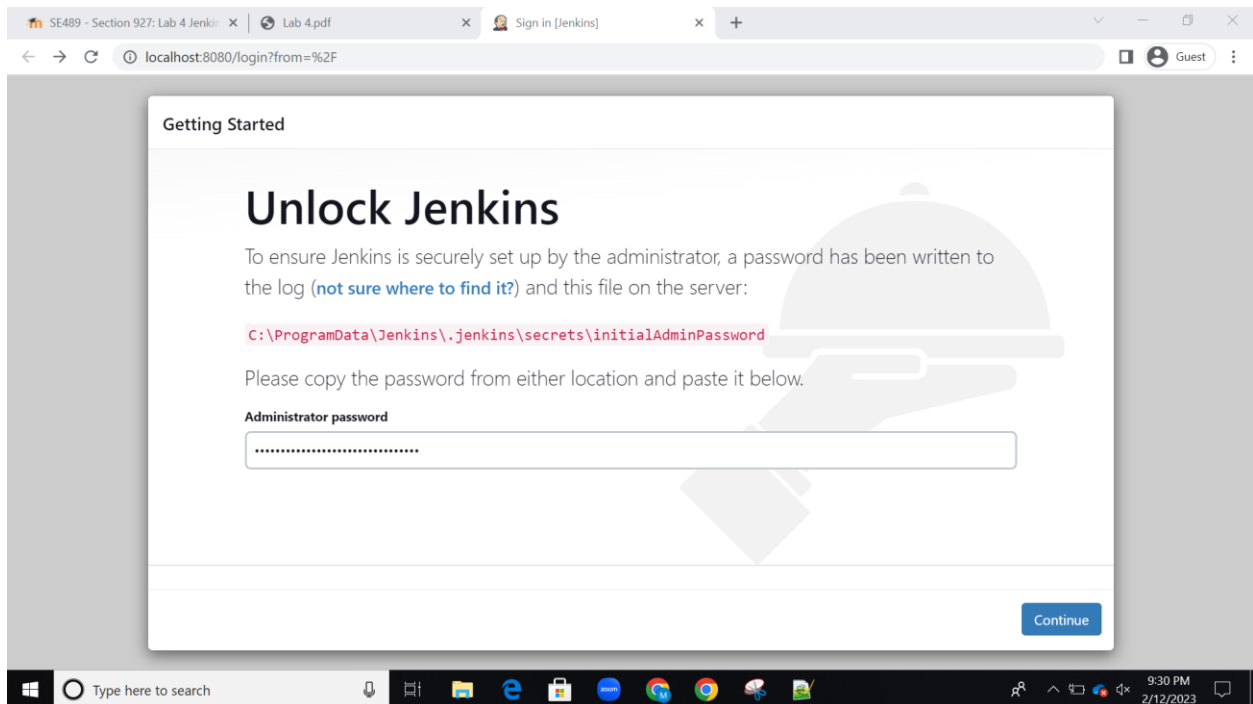 SE489 - Section 927: Lab 4 Jenkin
Lab 4.pdf
Sign in [Jenkins]
localhost:8080/login?from=%2F
Guest
Getting Started
Unlock Jenkins
To ensure Jenkins is securely set up by the administrator, a password has been written to
the log (not sure where to find it?) and this file on the server:
C:\ProgramData\Jenkins\.jenkins\secrets\initialAdminPassword
Please copy the password from either location and paste it below.
Administrator password
Continue
Type here to search
zoom
M
9:30 PM
2/12/2023